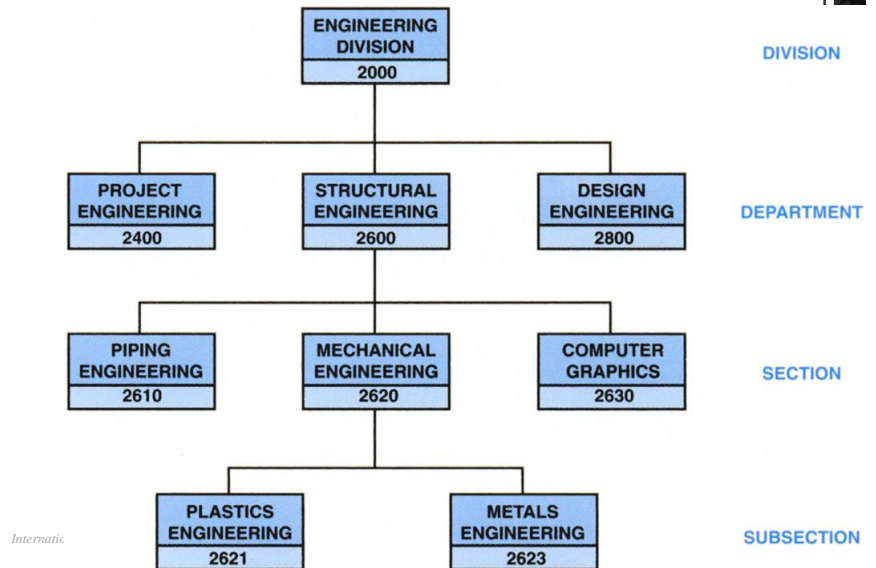 ENGINEERING
DIVISION
2000
DIVISION
PROJECT
ENGINEERING
2400
STRUCTURAL
ENGINEERING
2600
DESIGN
ENGINEERING
2800
DEPARTMENT
PIPING
ENGINEERING
2610
MECHANICAL
ENGINEERING
2620
COMPUTER
GRAPHICS
2630
SECTION
PLASTICS
ENGINEERING
2621
METALS
ENGINEERING
2623
SUBSECTION